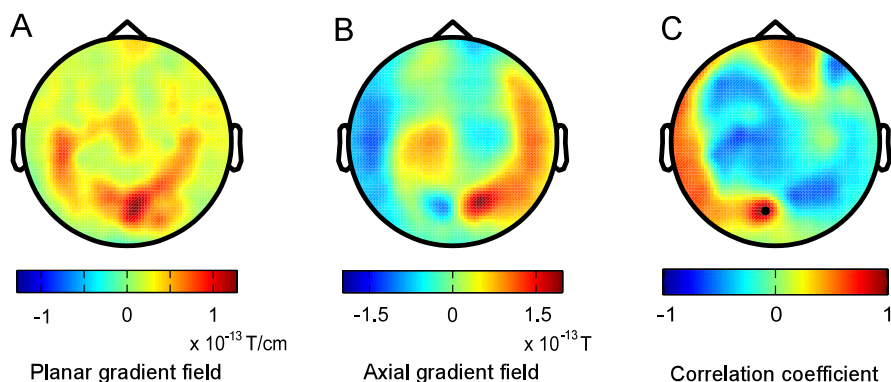 A B C
-1 0 1
x 10⁻¹³ T/cm
Planar gradient field
-1.5 0 1.5
x 10⁻¹³ T
Axial gradient field
-1 0 1
Correlation coefficient